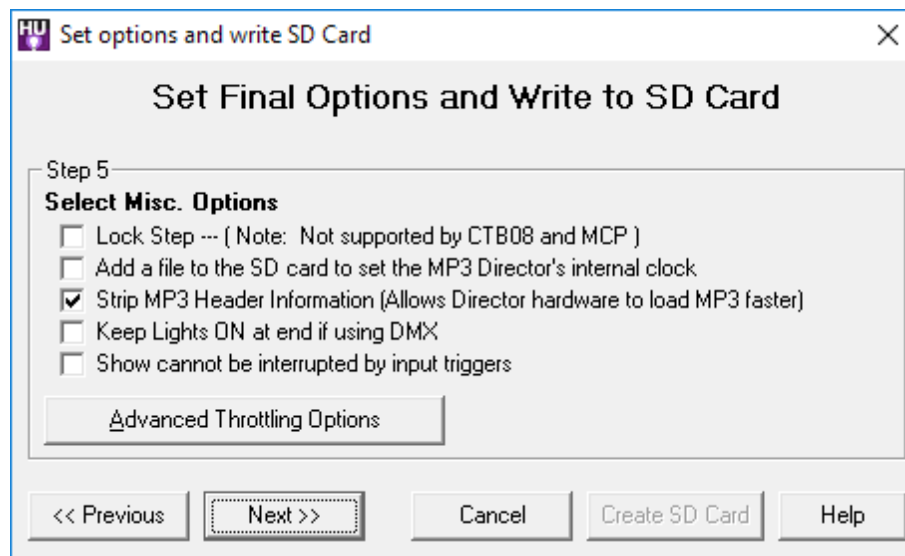 HU Set options and write SD Card
Set Final Options and Write to SD Card
Step 5
Select Misc. Options
Lock Step --- ( Note: Not supported by CTB08 and MCP )
Add a file to the SD card to set the MP3 Director's internal clock
Strip MP3 Header Information (Allows Director hardware to load MP3 faster)
Keep Lights ON at end if using DMX
Show cannot be interrupted by input triggers
Advanced Throttling Options
<< Previous Next >> Cancel Create SD Card Help